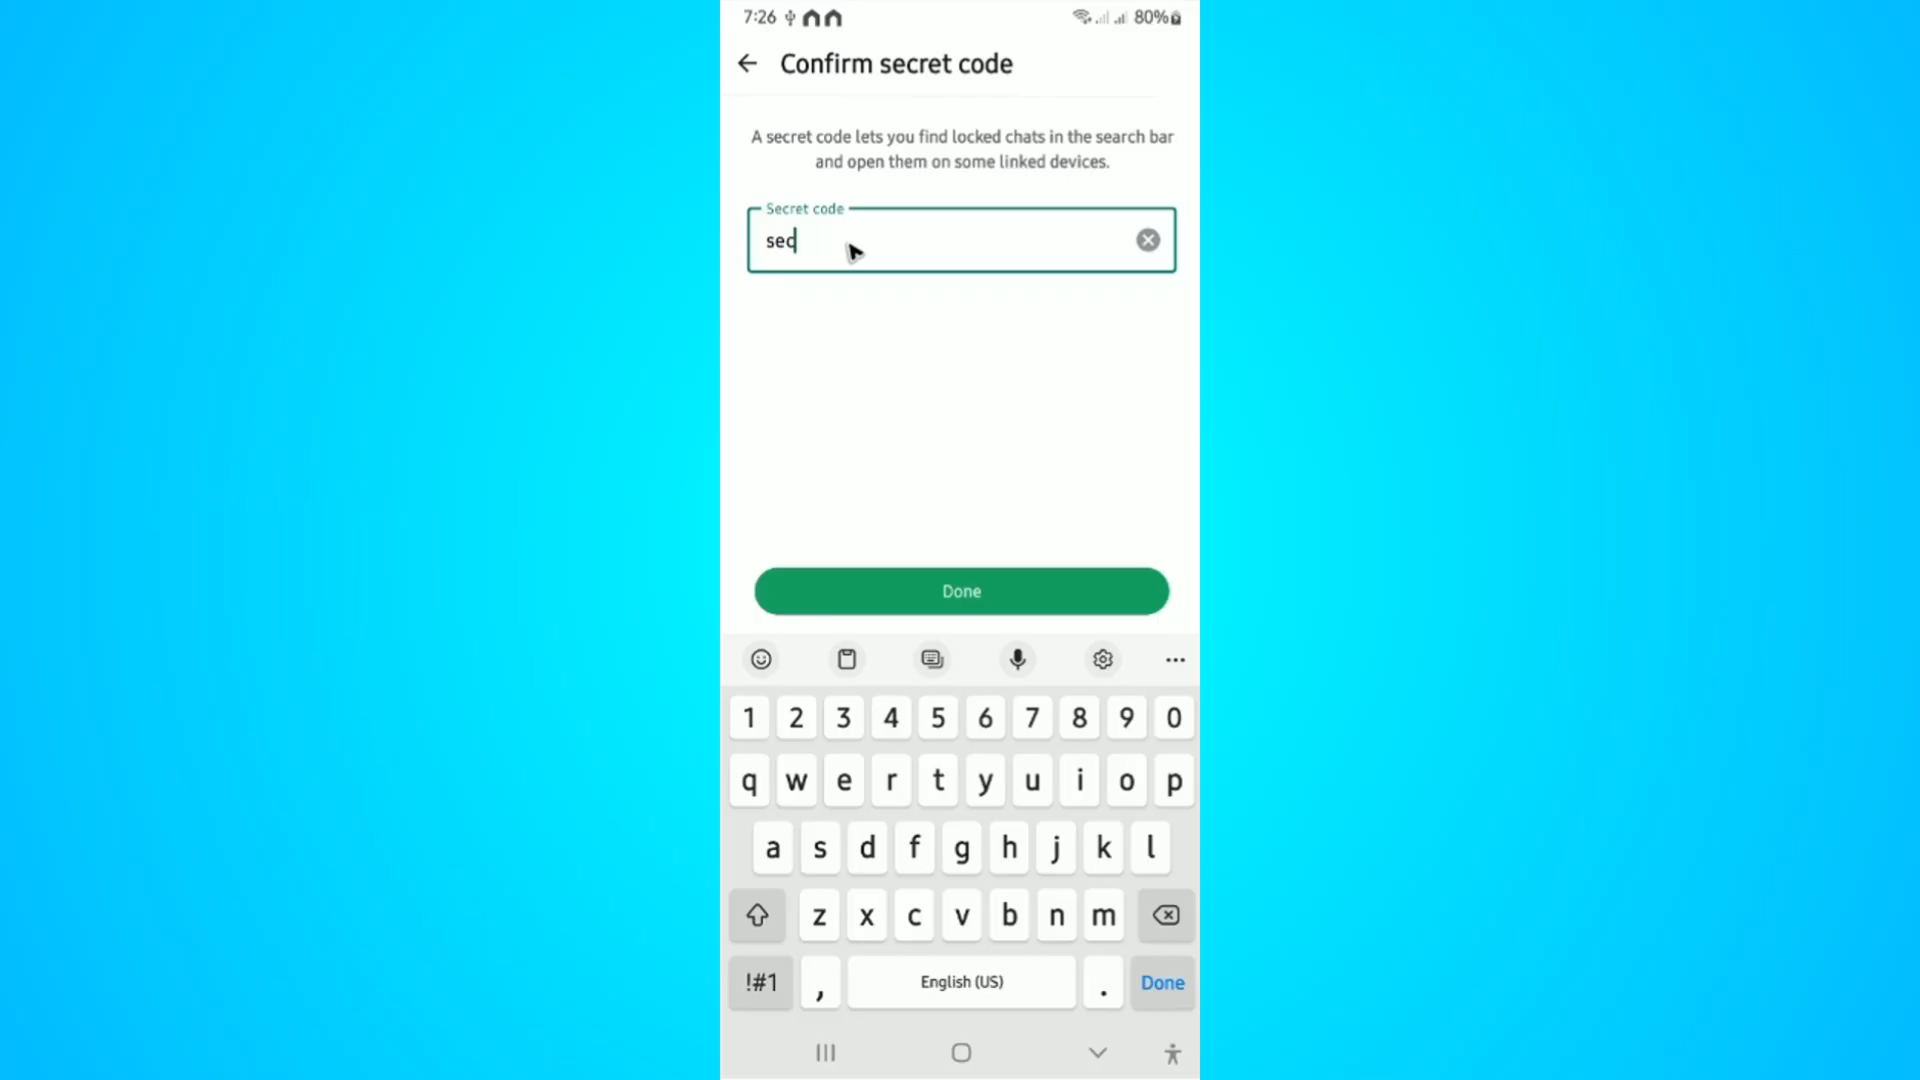 7:26 80%
Confirm secret code
A secret code lets you find locked chats in the search bar
and open them on some linked devices.
Secret code
sec
Done
1 2 3 4 5 6 7 8 9 0
q w e r t y u i o p
a s d f g h j k l
z x c v b n m
!#1 , English (US) . Done